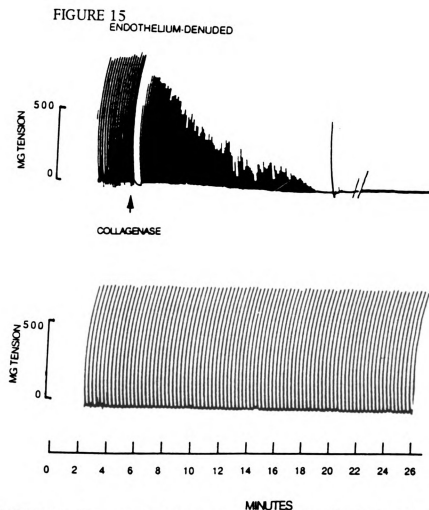 FIGURE 15
ENDOTHELIUM-DENUDED
500
0
MG TENSION
COLLAGENASE
500
0
MG TENSION
0 2 4 6 8 10 12 14 16 18 20 22 24 26
MINUTES